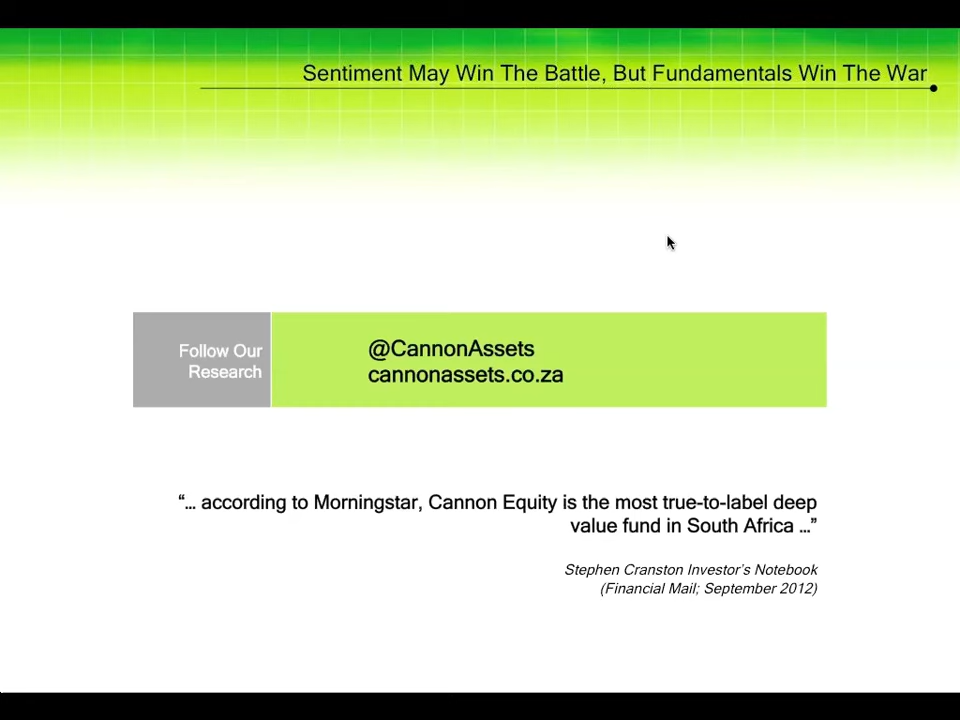 Sentiment May Win The Battle, But Fundamentals Win The War
Follow Our
Research
@CannonAssets
cannonassets.co.za
“... according to Morningstar, Cannon Equity is the most true-to-label deep
value fund in South Africa ...”
Stephen Cranston Investor’s Notebook
(Financial Mail; September 2012)